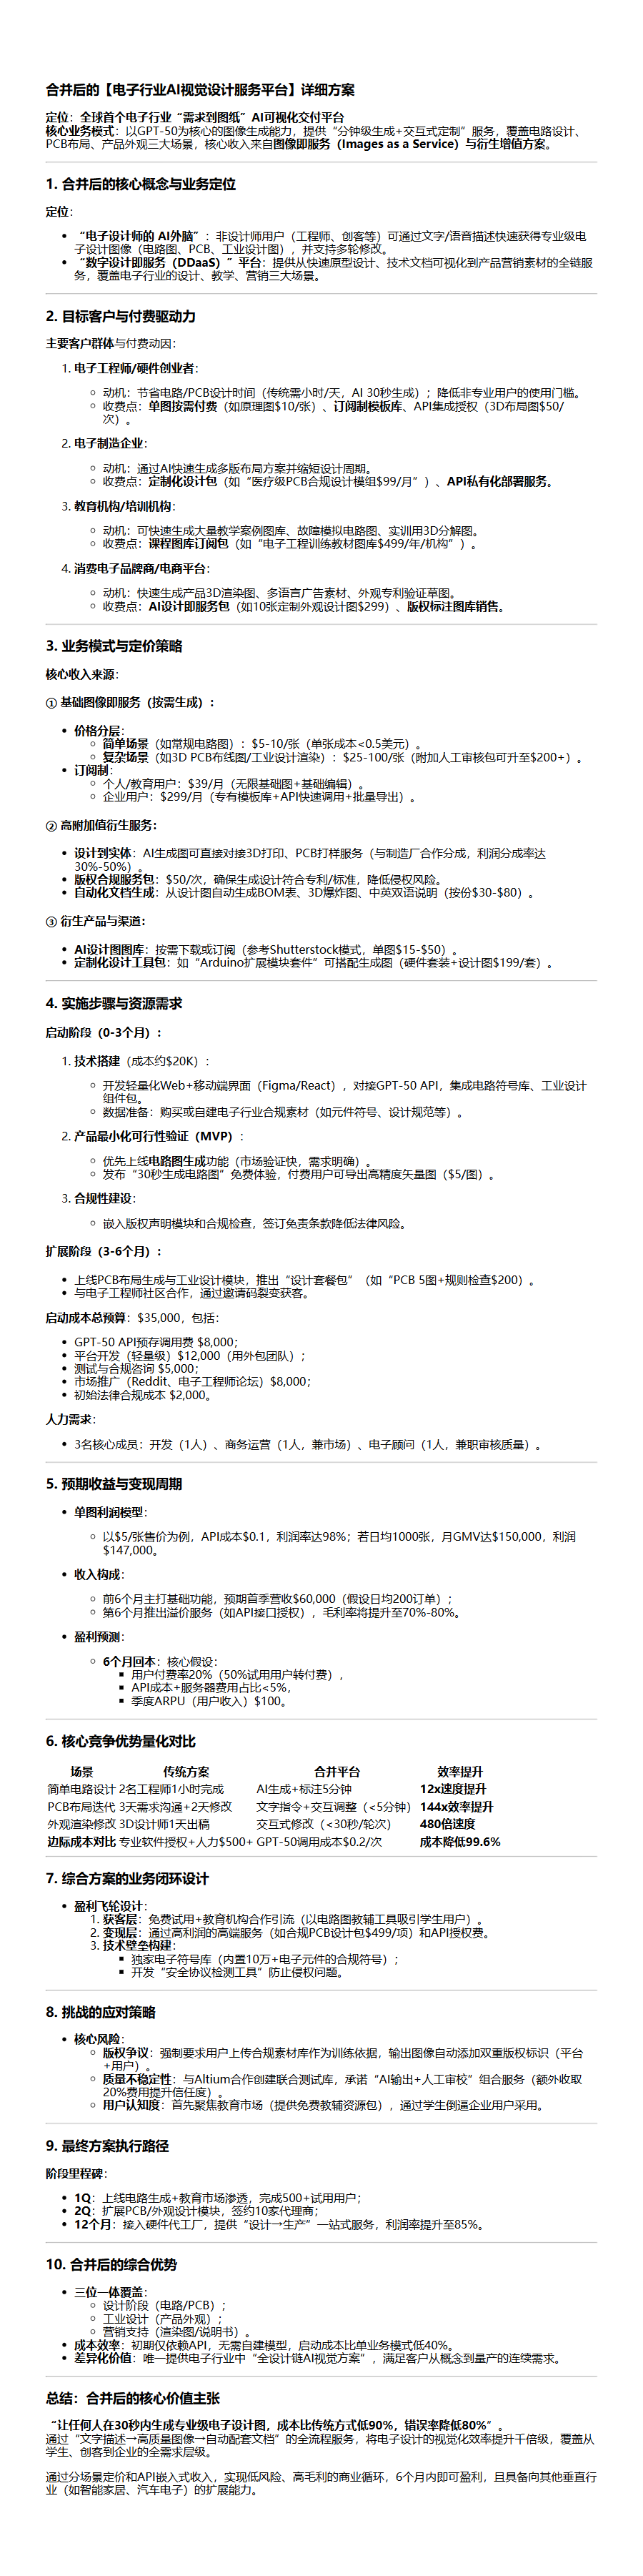 合并后的【电子行业AI视觉设计服务平台】详细方案
定位：全球首个电子行业“需求到图纸”AI可视化交付平台
核心业务模式：以GPT-50为核心的图像生成能力，提供“分钟级生成+交互式定制”服务，覆盖电路设计、
PCB布局、产品外观三大场景，核心收入来自图像即服务（Images as a Service）与衍生增值方案。
1. 合并后的核心概念与业务定位
定位：
• “电子设计师的 AI外脑”：非设计师用户（工程师、创客等）可通过文字/语音描述快速获得专业级电
子设计图像（电路图、PCB、工业设计图），并支持多轮修改。
• “数字设计即服务（DDaaS）”平台：提供从快速原型设计、技术文档可视化到产品营销素材的全链服
务，覆盖电子行业的设计、教学、营销三大场景。
2. 目标客户与付费驱动力
主要客户群体与付费动因：
1. 电子工程师/硬件创业者：
◦ 动机：节省电路/PCB设计时间（传统需小时/天，AI 30秒生成）；降低非专业用户的使用门槛。
◦ 收费点：单图按需付费（如原理图$10/张）、订阅制模板库、API集成授权（3D布局图$50/
次）。
2. 电子制造企业：
◦ 动机：通过AI快速生成多版布局方案并缩短设计周期。
◦ 收费点：定制化设计包（如“医疗级PCB合规设计模组$99/月”）、API私有化部署服务。
3. 教育机构/培训机构：
◦ 动机：可快速生成大量教学案例图库、故障模拟电路图、实训用3D分解图。
◦ 收费点：课程图库订阅包（如“电子工程训练教材图库$499/年/机构”）。
4. 消费电子品牌商/电商平台：
◦ 动机：快速生成产品3D渲染图、多语言广告素材、外观专利验证草图。
◦ 收费点：AI设计即服务包（如10张定制外观设计图$299）、版权标注图库销售。
3. 业务模式与定价策略
核心收入来源：
① 基础图像即服务（按需生成）：
• 价格分层：
◦ 简单场景（如常规电路图）：$5-10/张（单张成本<0.5美元）。
◦ 复杂场景（如3D PCB布线图/工业设计渲染）：$25-100/张（附加人工审核包可升至$200+）。
• 订阅制：
◦ 个人/教育用户：$39/月（无限基础图+基础编辑）。
◦ 企业用户：$299/月（专有模板库+API快速调用+批量导出）。
② 高附加值衍生服务：
• 设计到实体：AI生成图可直接对接3D打印、PCB打样服务（与制造厂合作分成，利润分成率达
30%-50%）。
• 版权合规服务包：$50/次，确保生成设计符合专利/标准，降低侵权风险。
• 自动化文档生成：从设计图自动生成BOM表、3D爆炸图、中英双语说明（按份$30-$80）。
③ 衍生产品与渠道：
• AI设计图图库：按需下载或订阅（参考Shutterstock模式，单图$15-$50）。
• 定制化设计工具包：如“Arduino扩展模块套件”可搭配生成图（硬件套装+设计图$199/套）。
4. 实施步骤与资源需求
启动阶段（0-3个月）：
1. 技术搭建（成本约$20K）：
◦ 开发轻量化Web+移动端界面（Figma/React），对接GPT-50 API，集成电路符号库、工业设计
组件包。
◦ 数据准备：购买或自建电子行业合规素材（如元件符号、设计规范等）。
2. 产品最小化可行性验证（MVP）：
◦ 优先上线电路图生成功能（市场验证快，需求明确）。
◦ 发布“30秒生成电路图”免费体验，付费用户可导出高精度矢量图（$5/图）。
3. 合规性建设：
◦ 嵌入版权声明模块和合规检查，签订免责条款降低法律风险。
扩展阶段（3-6个月）：
• 上线PCB布局生成与工业设计模块，推出“设计套餐包”（如“PCB 5图+规则检查$200）。
• 与电子工程师社区合作，通过邀请码裂变获客。
启动成本总预算：$35,000，包括：
• GPT-50 API预存调用费 $8,000；
• 平台开发（轻量级）$12,000（用外包团队）；
• 测试与合规咨询 $5,000；
• 市场推广（Reddit、电子工程师论坛）$8,000；
• 初始法律合规成本 $2,000。
人力需求：
• 3名核心成员：开发（1人）、商务运营（1人，兼市场）、电子顾问（1人，兼职审核质量）。
5. 预期收益与变现周期
• 单图利润模型：
◦ 以$5/张售价为例，API成本$0.1，利润率达98%；若日均1000张，月GMV达$150,000，利润
$147,000。
• 收入构成：
◦ 前6个月主打基础功能，预期首季营收$60,000（假设日均200订单）；
◦ 第6个月推出溢价服务（如API接口授权），毛利率将提升至70%-80%。
• 盈利预测：
◦ 6个月回本：核心假设：
▪ 用户付费率20%（50%试用用户转付费），
▪ API成本+服务器费用占比<5%，
▪ 季度ARPU（用户收入）$100。
6. 核心竞争优势量化对比
场景 传统方案 合并平台 效率提升
简单电路设计 2名工程师1小时完成 AI生成+标注5分钟 12x速度提升
PCB布局迭代 3天需求沟通+2天修改 文字指令+交互调整（<5分钟） 144x效率提升
外观渲染修改 3D设计师1天出稿 交互式修改（<30秒/轮次） 480倍速度
边际成本对比 专业软件授权+人力$500+ GPT-50调用成本$0.2/次 成本降低99.6%
7. 综合方案的业务闭环设计
• 盈利飞轮设计：
1. 获客层：免费试用+教育机构合作引流（以电路图教辅工具吸引学生用户）。
2. 变现层：通过高利润的高端服务（如合规PCB设计包$499/项）和API授权费。
3. 技术壁垒构建：
▪ 独家电子符号库（内置10万+电子元件的合规符号）；
▪ 开发“安全协议检测工具”防止侵权问题。
8. 挑战的应对策略
• 核心风险：
◦ 版权争议：强制要求用户上传合规素材库作为训练依据，输出图像自动添加双重版权标识（平台
+用户）。
◦ 质量不稳定性：与Altium合作创建联合测试库，承诺“AI输出+人工审校”组合服务（额外收取
20%费用提升信任度）。
◦ 用户认知度：首先聚焦教育市场（提供免费教辅资源包），通过学生倒逼企业用户采用。
9. 最终方案执行路径
阶段里程碑：
• 1Q：上线电路生成+教育市场渗透，完成500+试用用户；
• 2Q：扩展PCB/外观设计模块，签约10家代理商；
• 12个月：接入硬件代工厂，提供“设计→生产”一站式服务，利润率提升至85%。
10. 合并后的综合优势
• 三位一体覆盖：
◦ 设计阶段（电路/PCB）；
◦ 工业设计（产品外观）；
◦ 营销支持（渲染图/说明书）。
• 成本效率：初期仅依赖API，无需自建模型，启动成本比单业务模式低40%。
• 差异化价值：唯一提供电子行业中“全设计链AI视觉方案”，满足客户从概念到量产的连续需求。
总结：合并后的核心价值主张
“让任何人在30秒内生成专业级电子设计图，成本比传统方式低90%，错误率降低80%”。
通过“文字描述→高质量图像→自动配套文档”的全流程服务，将电子设计的视觉化效率提升千倍级，覆盖从
学生、创客到企业的全需求层级。
通过分场景定价和API嵌入式收入，实现低风险、高毛利的商业循环，6个月内即可盈利，且具备向其他垂直行
业（如智能家居、汽车电子）的扩展能力。